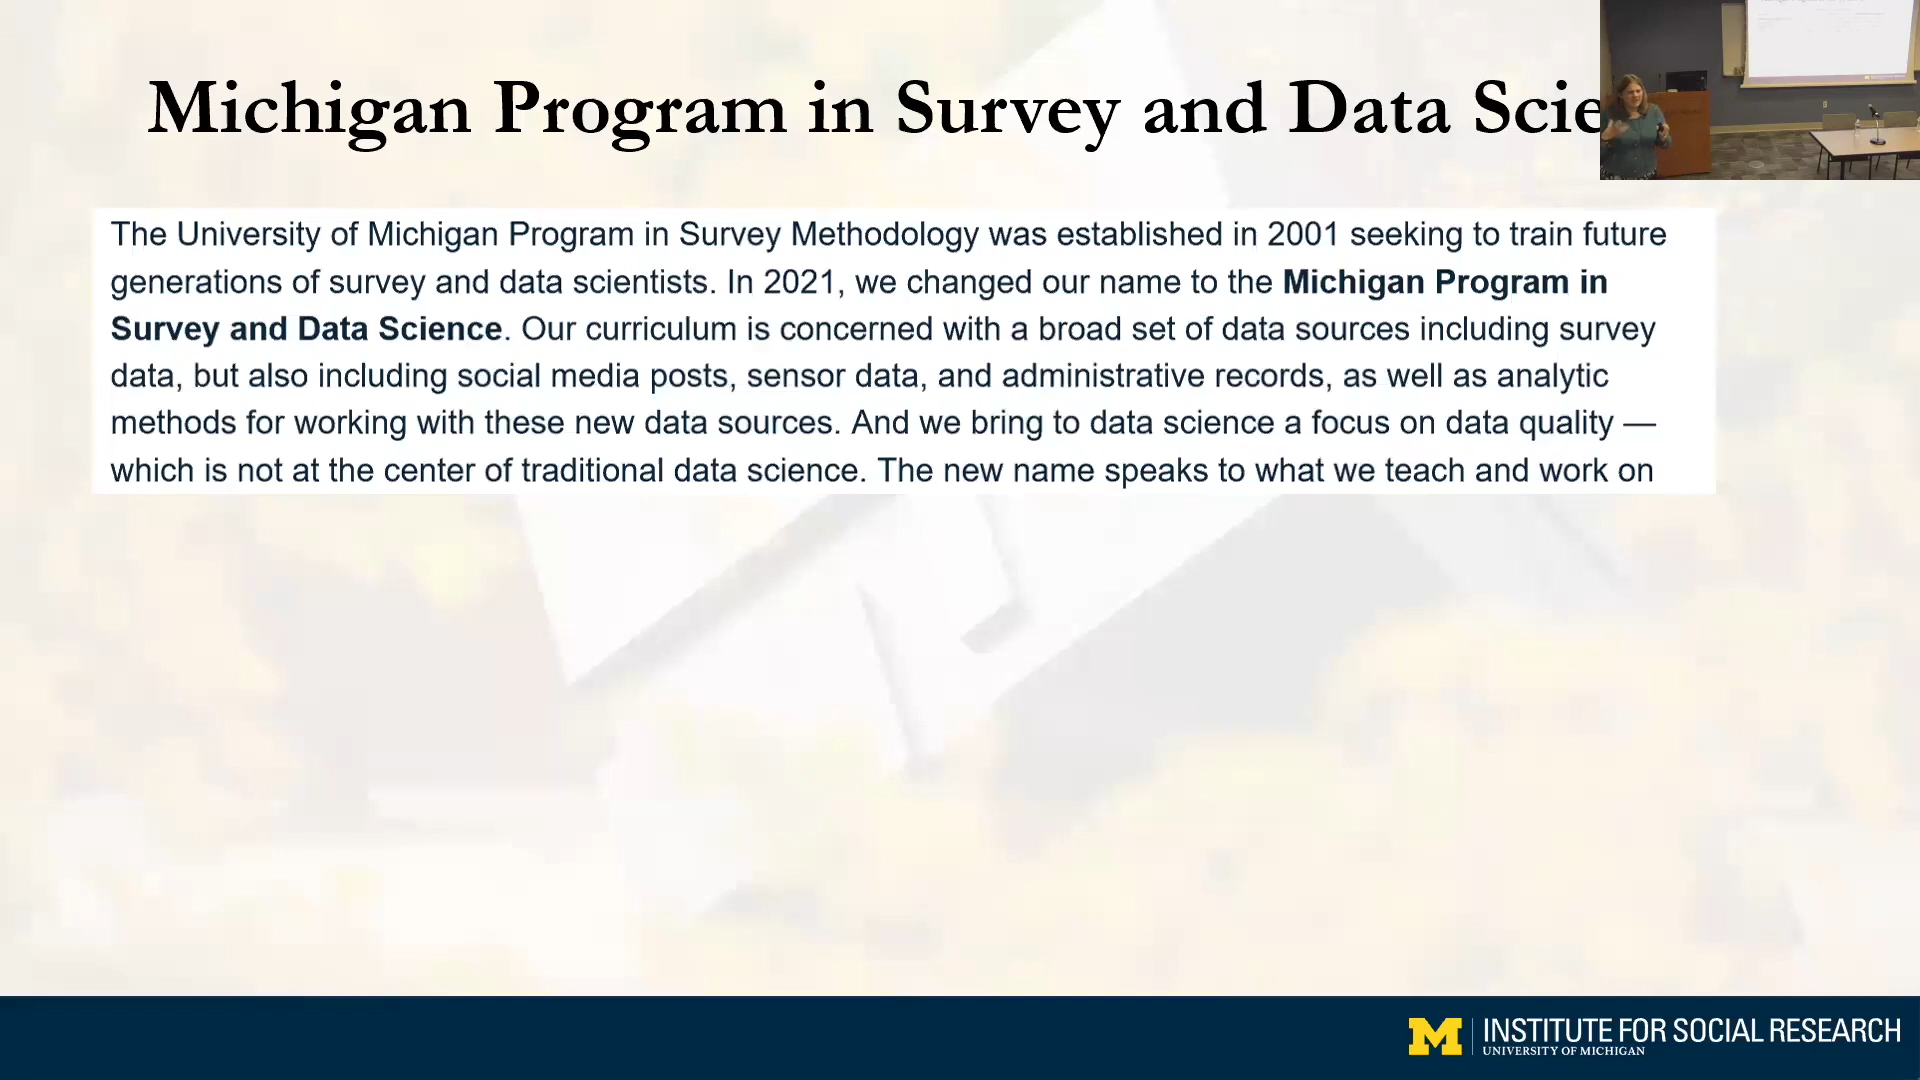 Michigan Program in Survey and Data Scie
The University of Michigan Program in Survey Methodology was established in 2001 seeking to train future
generations of survey and data scientists. In 2021, we changed our name to the Michigan Program in
Survey and Data Science. Our curriculum is concerned with a broad set of data sources including survey
data, but also including social media posts, sensor data, and administrative records, as well as analytic
methods for working with these new data sources. And we bring to data science a focus on data quality —
which is not at the center of traditional data science. The new name speaks to what we teach and work on
M
INSTITUTE FOR SOCIAL RESEARCH
UNIVERSITY OF MICHIGAN